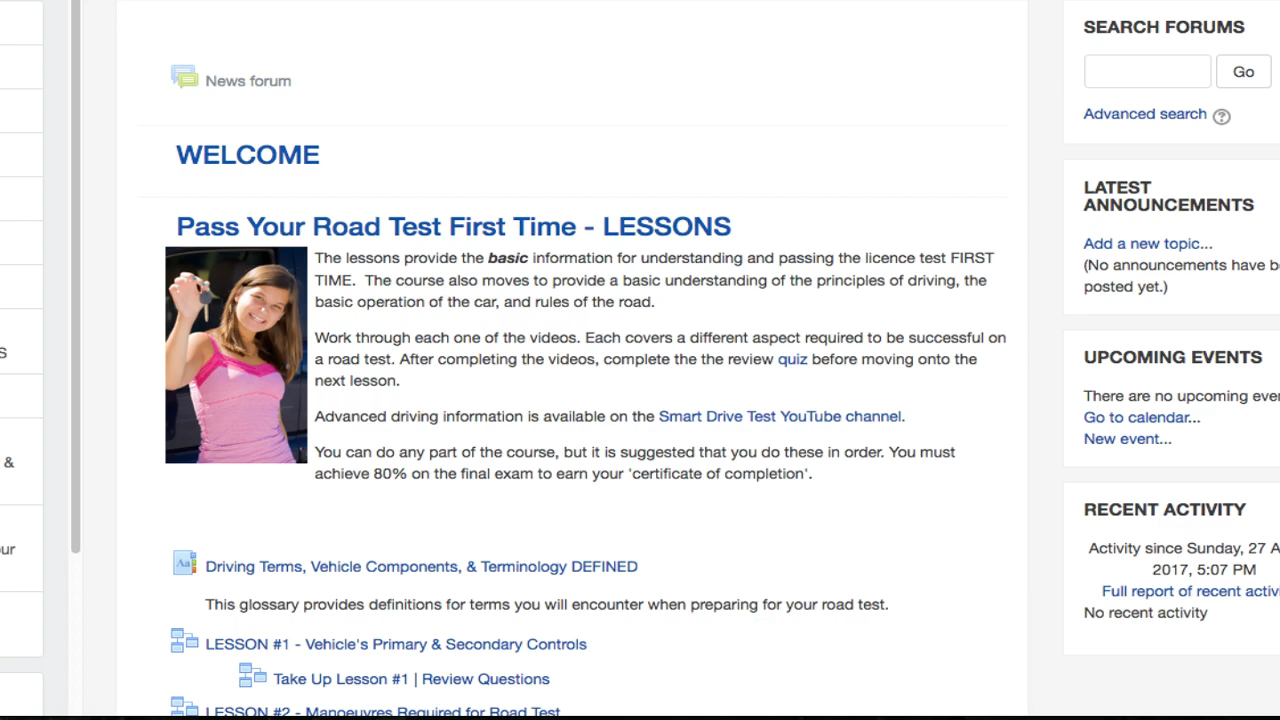 News forum
WELCOME
Pass Your Road Test First Time - LESSONS
The lessons provide the basic information for understanding and passing the licence test FIRST
TIME. The course also moves to provide a basic understanding of the principles of driving, the
basic operation of the car, and rules of the road.
Work through each one of the videos. Each covers a different aspect required to be successful on
a road test. After completing the videos, complete the the review quiz before moving onto the
next lesson.
Advanced driving information is available on the Smart Drive Test YouTube channel.
You can do any part of the course, but it is suggested that you do these in order. You must
achieve 80% on the final exam to earn your 'certificate of completion'.
Driving Terms, Vehicle Components, & Terminology DEFINED
This glossary provides definitions for terms you will encounter when preparing for your road test.
LESSON #1 - Vehicle's Primary & Secondary Controls
Take Up Lesson #1 | Review Questions
LESSON #2 - Manoeuvres Required for Road Test
SEARCH FORUMS
Go
Advanced search
LATEST
ANNOUNCEMENTS
Add a new topic...
(No announcements have
posted yet.)
UPCOMING EVENTS
There are no upcoming
Go to calendar...
New event...
RECENT ACTIVITY
Activity since Sunday, 27
2017, 5:07 PM
Full report of recent
No recent activity
&